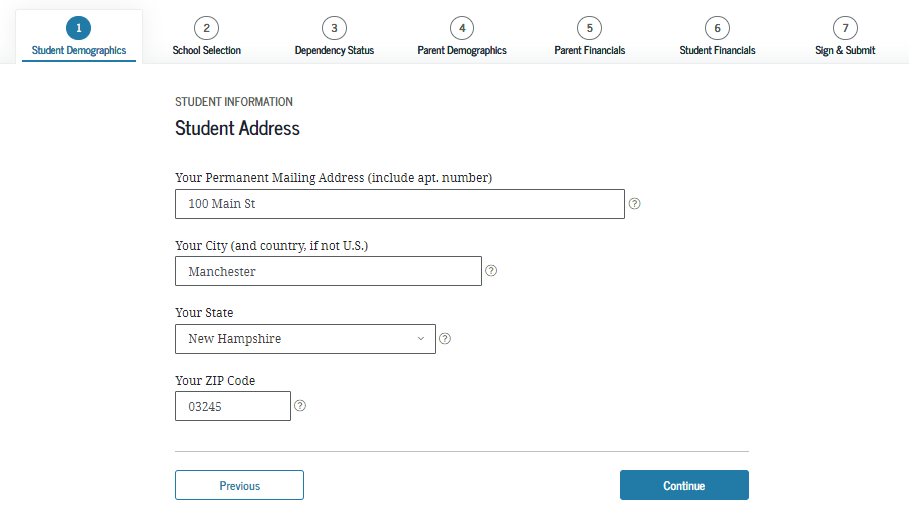 1 2 3 4 5 6 7
Student Demographics School Selection Dependency Status Parent Demographics Parent Financials Student Financials Sign & Submit
STUDENT INFORMATION
Student Address
Your Permanent Mailing Address (include apt. number)
100 Main St ?
Your City (and country, if not U.S.)
Manchester ?
Your State
New Hampshire ?
Your ZIP Code
03245 ?
Previous Continue